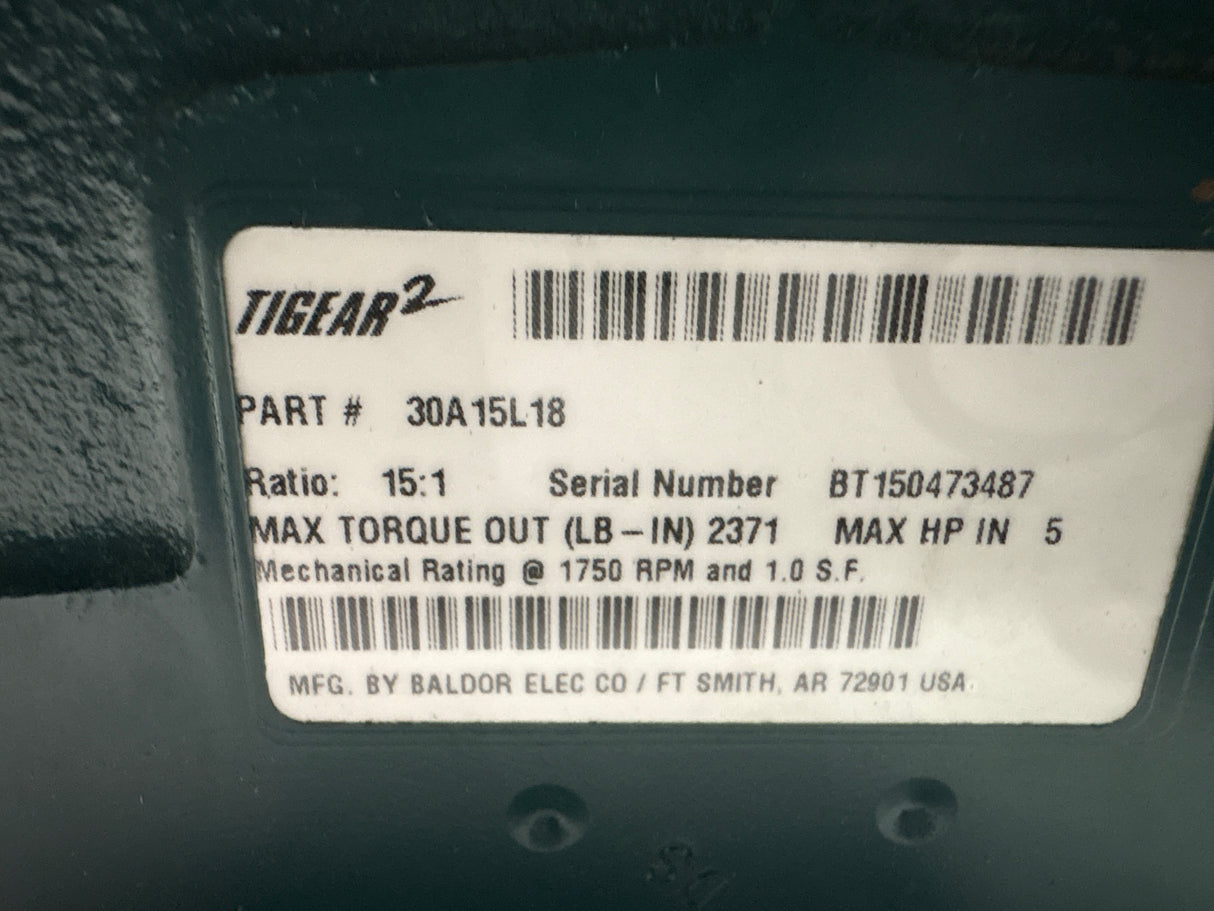 TIGEAR2
PART # 30A15L18
Ratio: 15:1 Serial Number BT150473487
MAX TORQUE OUT (LB-IN) 2371 MAX HP IN 5
Mechanical Rating @ 1750 RPM and 1.0 S.F.
MFG. BY BALDOR ELEC CO / FT SMITH, AR 72901 USA